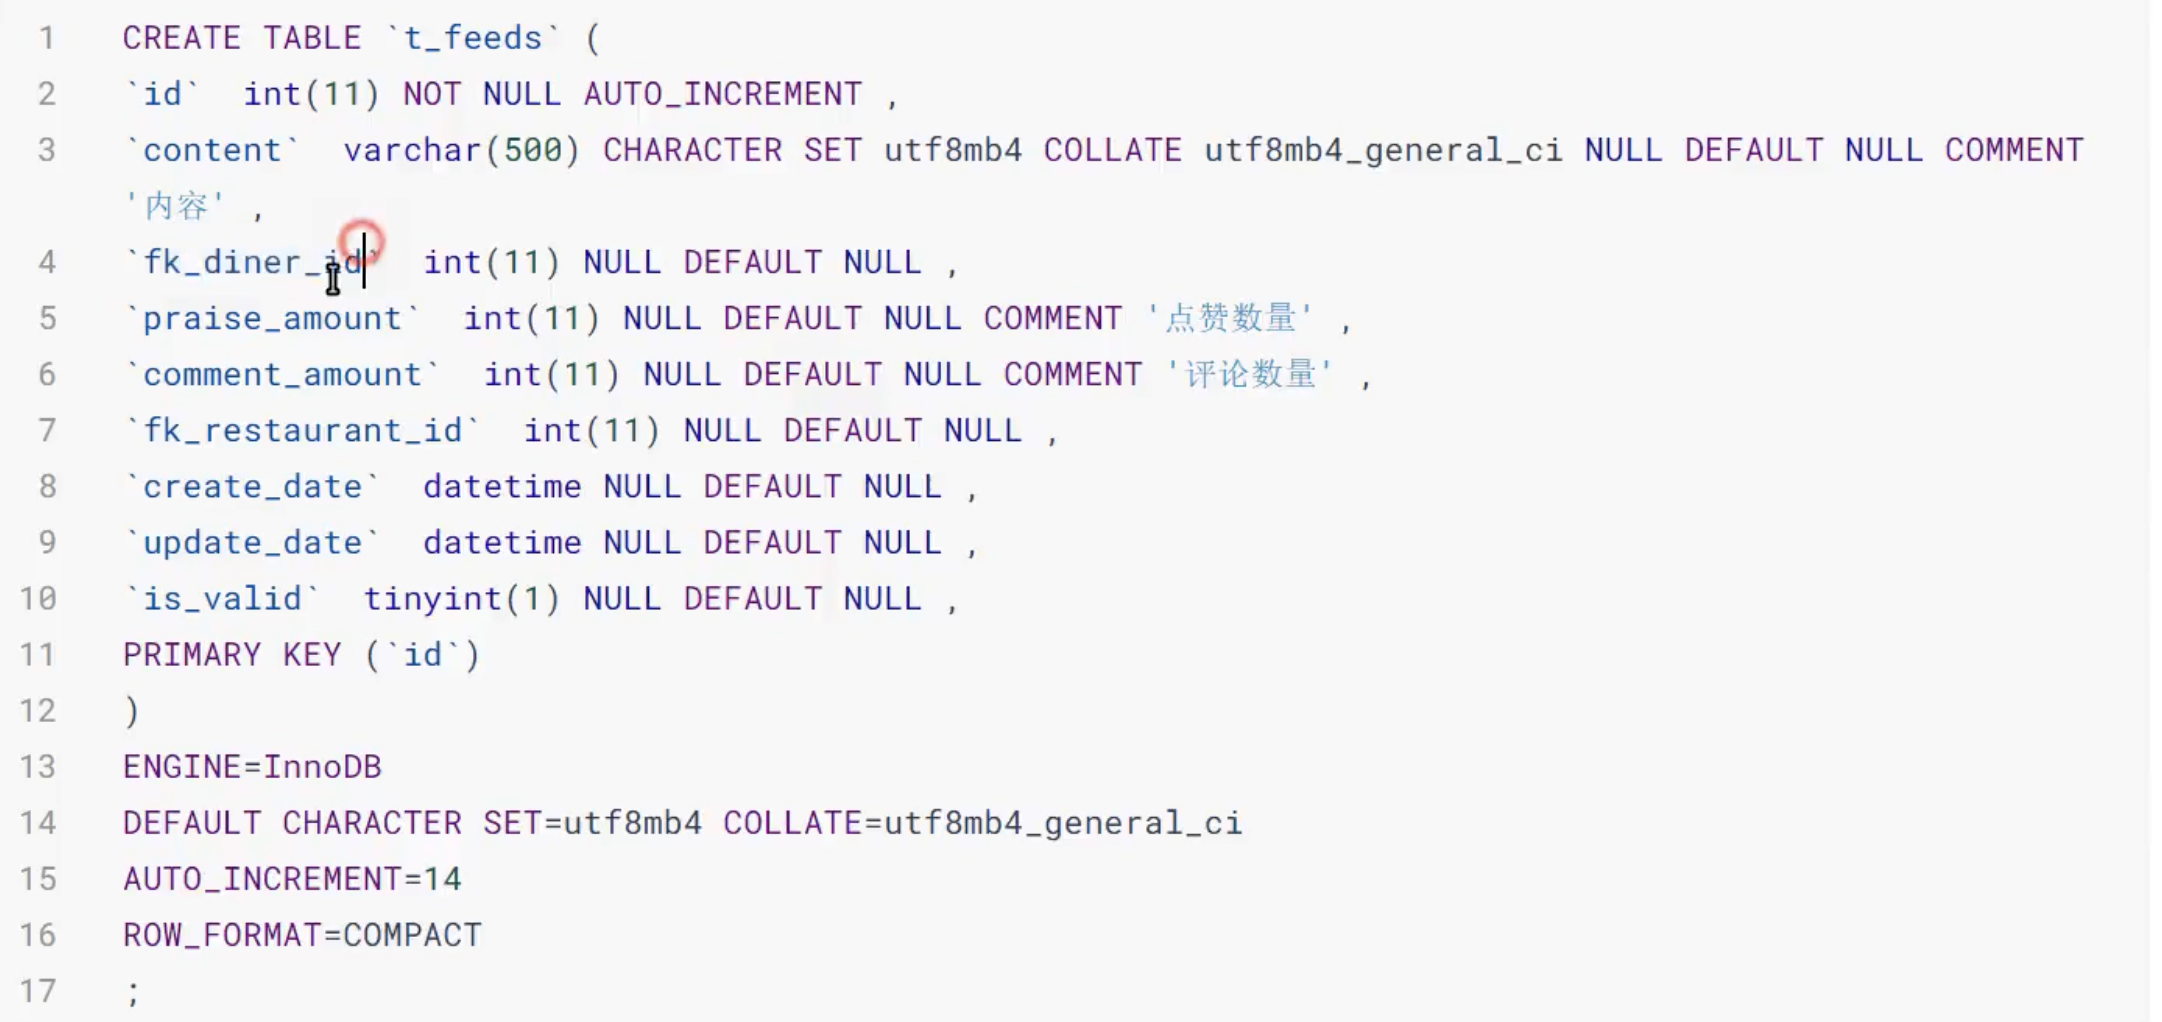 1 CREATE TABLE `t_feeds` (
2 `id`  int(11) NOT NULL AUTO_INCREMENT ,
3 `content`  varchar(500) CHARACTER SET utf8mb4 COLLATE utf8mb4_general_ci NULL DEFAULT NULL COMMENT
'内容' ,
4 `fk_diner_id`  int(11) NULL DEFAULT NULL ,
5 `praise_amount`  int(11) NULL DEFAULT NULL COMMENT '点赞数量' ,
6 `comment_amount`  int(11) NULL DEFAULT NULL COMMENT '评论数量' ,
7 `fk_restaurant_id`  int(11) NULL DEFAULT NULL ,
8 `create_date`  datetime NULL DEFAULT NULL ,
9 `update_date`  datetime NULL DEFAULT NULL ,
10 `is_valid`  tinyint(1) NULL DEFAULT NULL ,
11 PRIMARY KEY (`id`)
12 )
13 ENGINE=InnoDB
14 DEFAULT CHARACTER SET=utf8mb4 COLLATE=utf8mb4_general_ci
15 AUTO_INCREMENT=14
16 ROW_FORMAT=COMPACT
17 ;